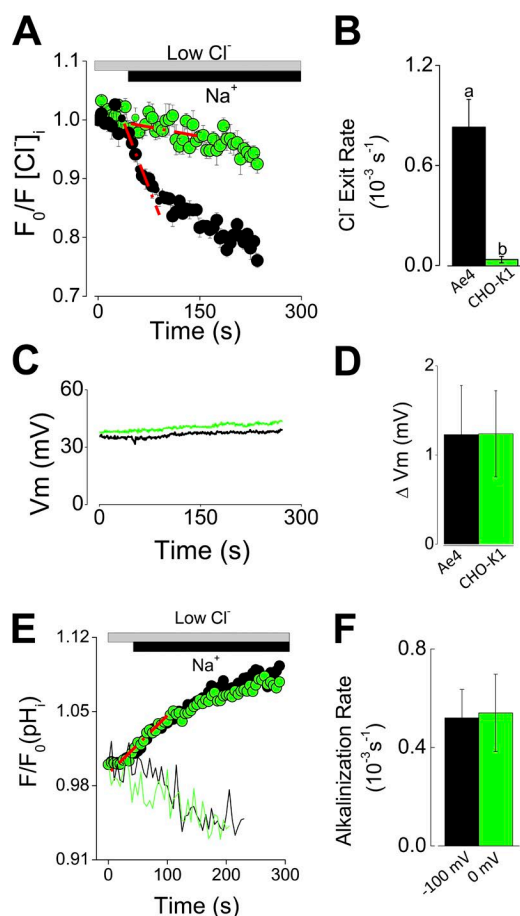 A
Low Cl⁻
Na⁺
F₀/F [Cl⁻]ᵢ
1.1
1.0
0.9
0.8
0.7
0
150
300
Time (s)
B
Cl⁻ Exit Rate
(10⁻³ s⁻¹)
1.2
0.6
0.0
a
b
Ae4
CHO-K1
C
Vm (mV)
60
30
0
0
150
300
Time (s)
D
Δ Vm (mV)
2
1
0
Ae4
CHO-K1
E
Low Cl⁻
Na⁺
F/F₀(pHᵢ)
1.12
1.05
0.98
0.91
0
100
200
300
Time (s)
F
Alkalinization Rate
(10⁻³s⁻¹)
0.8
0.4
0.0
-100 mV
0 mV